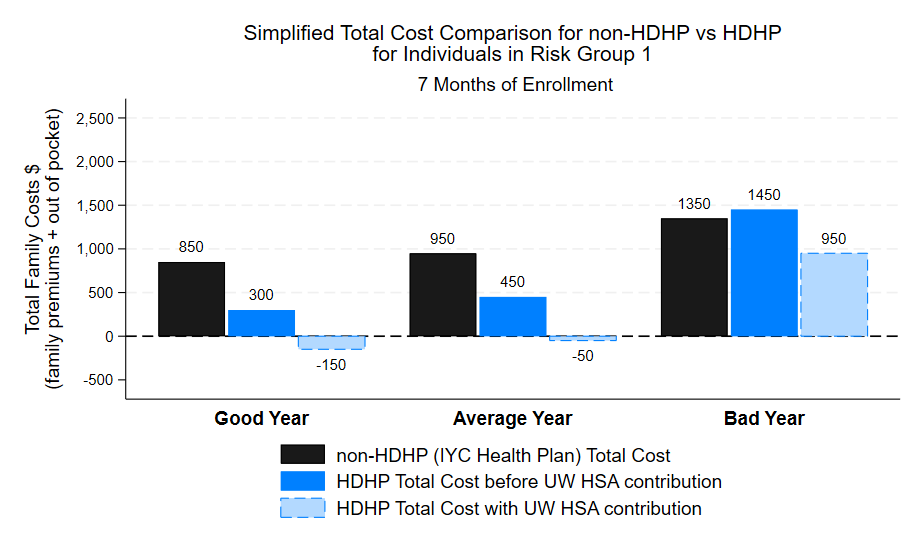 Simplified Total Cost Comparison for non-HDHP vs HDHP
for Individuals in Risk Group 1
7 Months of Enrollment
Total Family Costs $
(family premiums + out of pocket)
2,500
2,000
1,500
1,000
500
0
-500
850
300
-150
950
450
-50
1350
1450
950
Good Year
Average Year
Bad Year
non-HDHP (IYC Health Plan) Total Cost
HDHP Total Cost before UW HSA contribution
HDHP Total Cost with UW HSA contribution